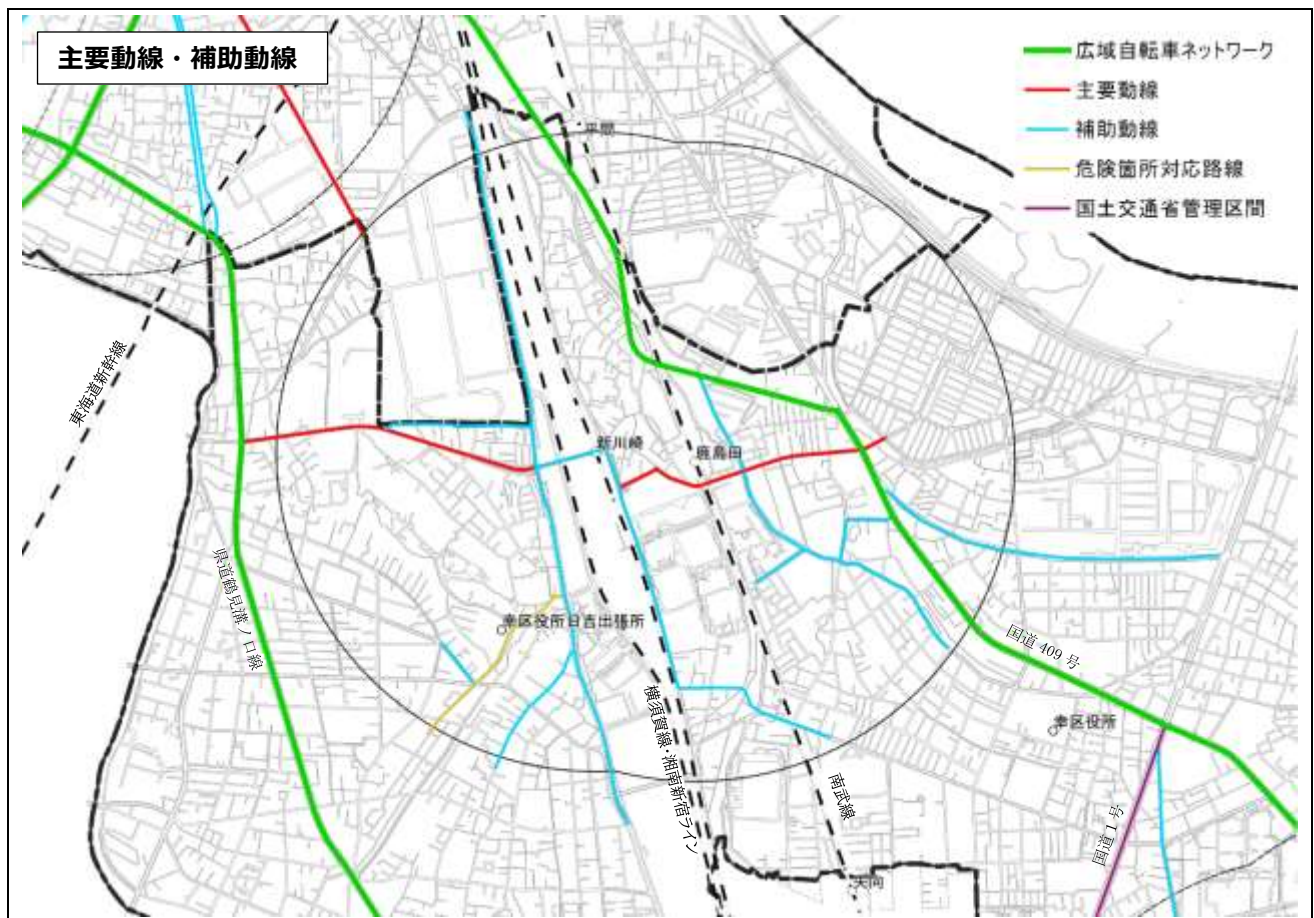 主要動線・補助動線
広域自転車ネットワーク
主要動線
補助動線
危険箇所対応路線
国土交通省管理区間
平間
東海道新幹線
新川崎
鹿島田
県道鶴見溝ノ口線
幸区役所日吉出張所
国道 409 号
横須賀線・湘南新宿ライン
幸区役所
南武線
国道 1 号
矢向